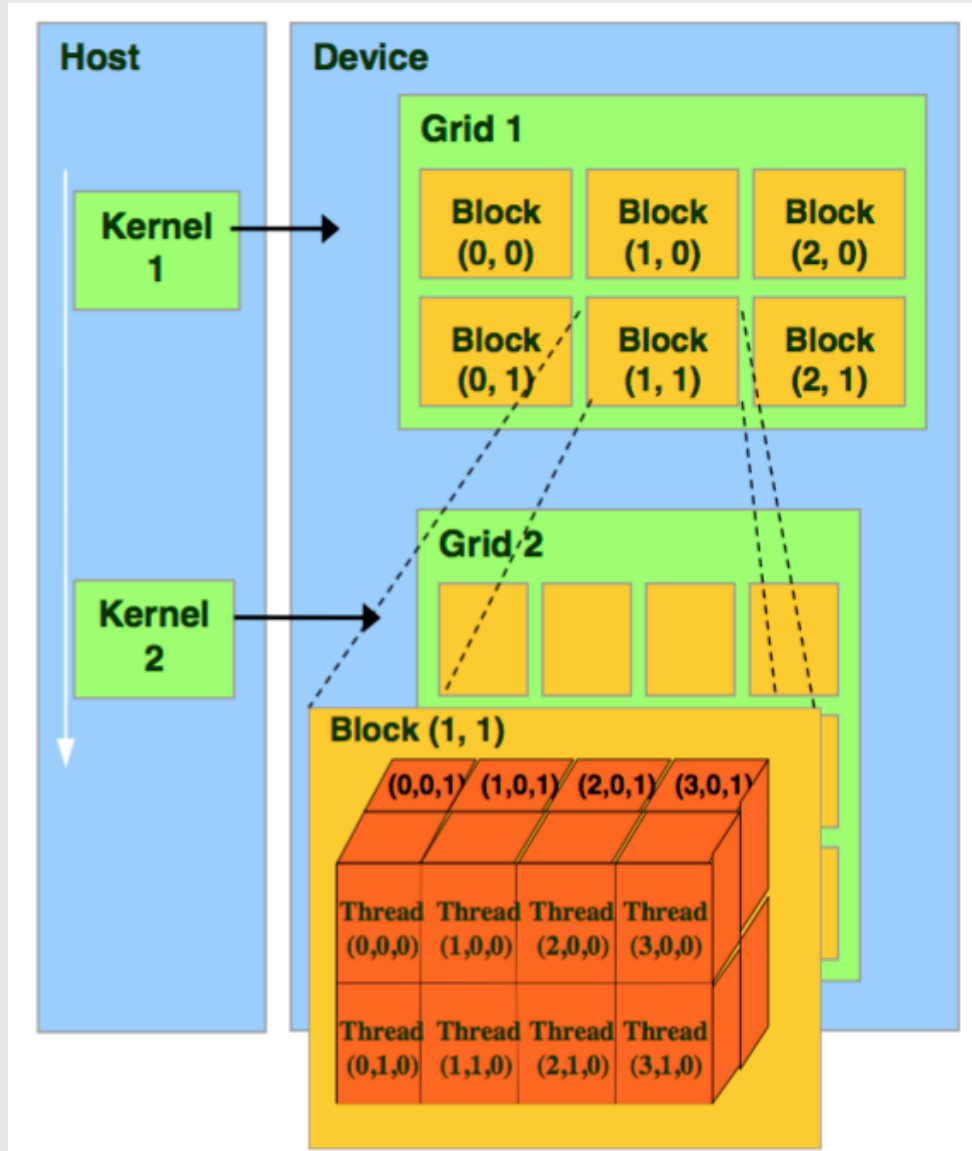 Host
Device
Grid 1
Kernel
1
Block
(0, 0)
Block
(1, 0)
Block
(2, 0)
Block
(0, 1)
Block
(1, 1)
Block
(2, 1)
Grid 2
Kernel
2
Block (1, 1)
(0,0,1) (1,0,1) (2,0,1) (3,0,1)
Thread
(0,0,0)
Thread
(1,0,0)
Thread
(2,0,0)
Thread
(3,0,0)
Thread
(0,1,0)
Thread
(1,1,0)
Thread
(2,1,0)
Thread
(3,1,0)